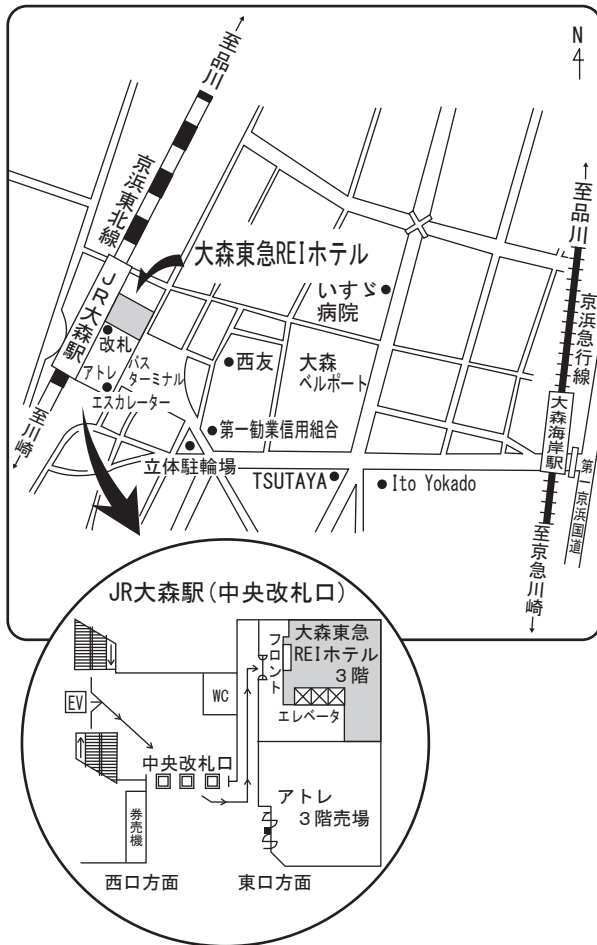 N
至品川
京浜東北線
大森東急REIホテル
いすゞ
病院
至品川
京浜急行線
JR大森駅
改札
バス
ターミナル
アトレ
エスカレーター
西友
大森
ベルポート
第一勧業信用組合
大森海岸駅
至川崎
立体駐輪場
TSUTAYA
Ito Yokado
第一京浜国道
至京急川崎
JR大森駅(中央改札口)
大森東急
REIホテル
3階
フロント
エレベータ
WC
EV
中央改札口
アトレ
3階売場
券売機
西口方面
東口方面